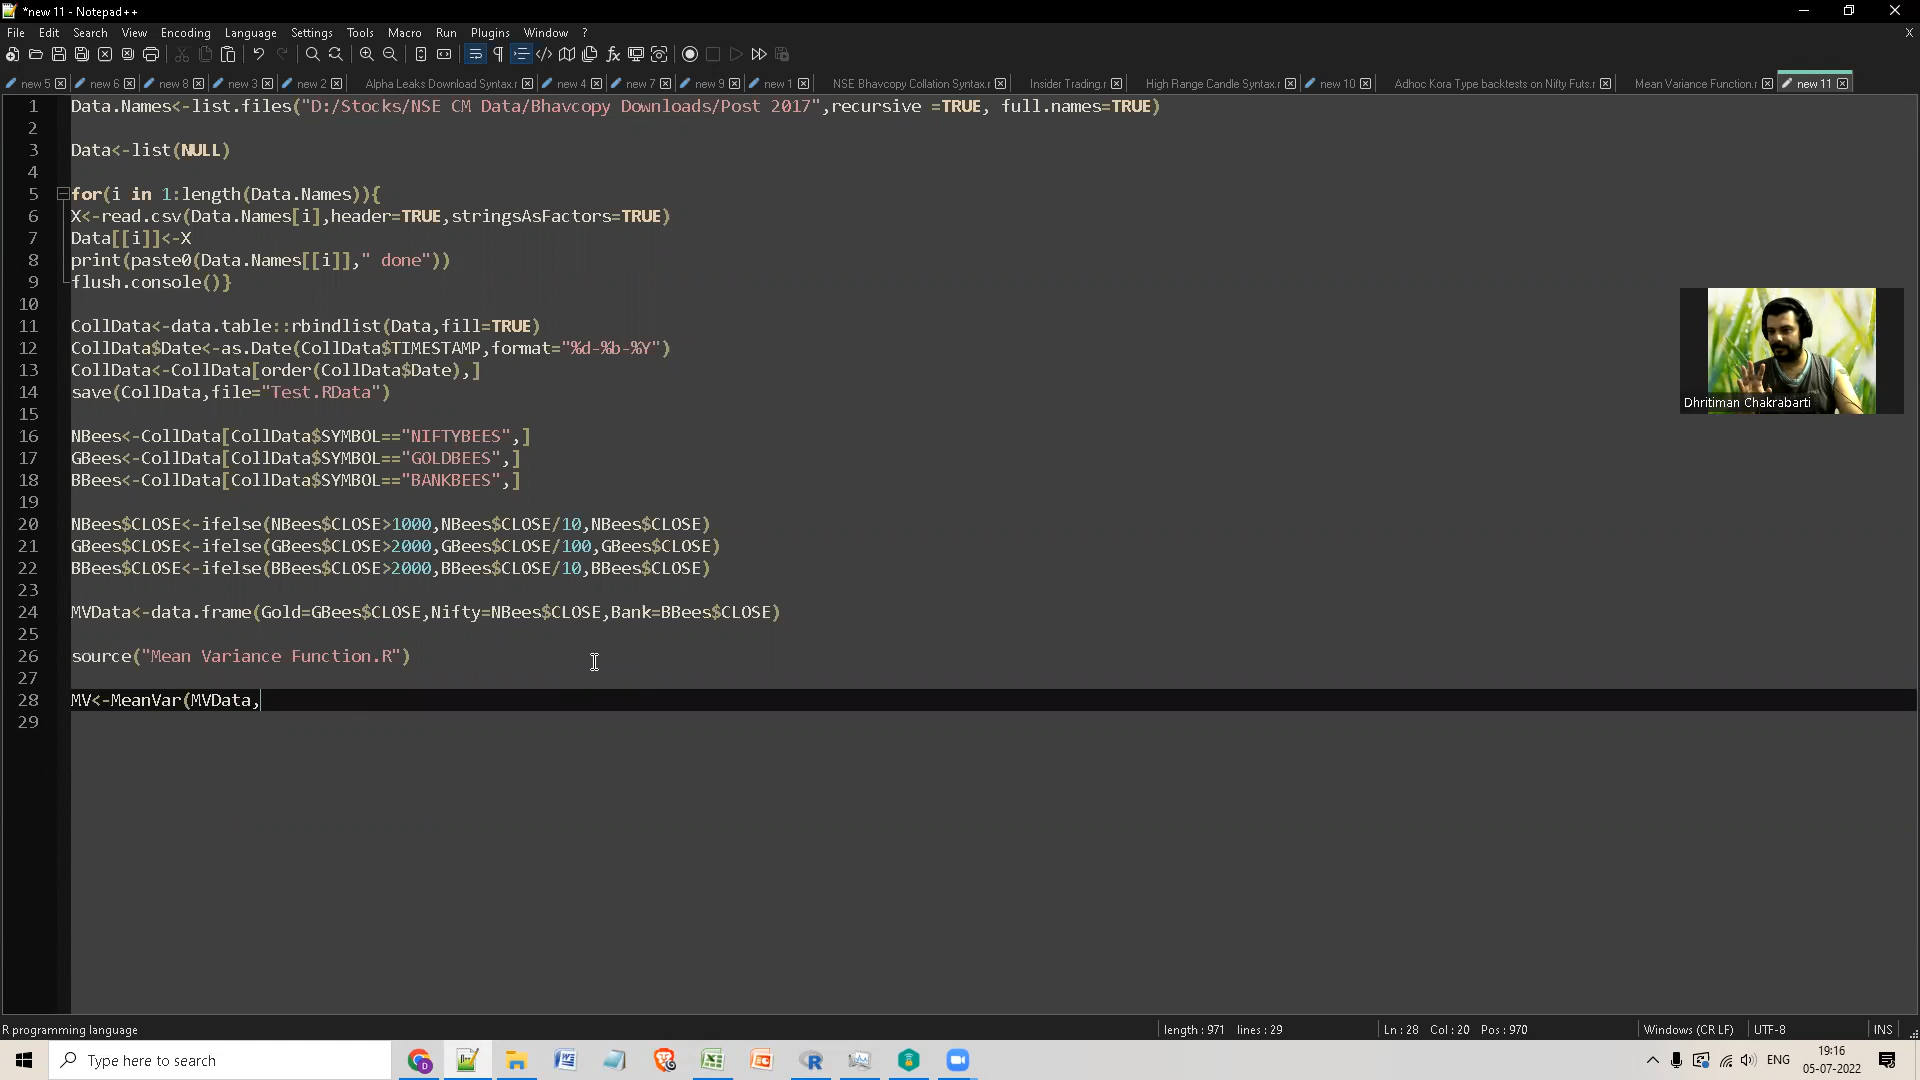 *new 11 - Notepad++
File Edit Search View Encoding Language Settings Tools Macro Run Plugins Window ? X
new 5 new 6 new 8 new 3 new 2 Alpha Leaks Download Syntax.r new 4 new 7 new 9 new 1 NSE Bhavcopy Collation Syntax.r Insider Trading.r High Range Candle Syntax.r new 10 Adhoc Kora Type backtests on Nifty Futs.r Mean Variance Function.r new 11
1 Data.Names<-list.files("D:/Stocks/NSE CM Data/Bhavcopy Downloads/Post 2017",recursive =TRUE, full.names=TRUE)
2
3 Data<-list(NULL)
4
5 for(i in 1:length(Data.Names)){
6 X<-read.csv(Data.Names[i],header=TRUE,stringsAsFactors=TRUE)
7 Data[[i]]<-X
8 print(paste0(Data.Names[[i]]," done"))
9 flush.console()}
10
11 CollData<-data.table::rbindlist(Data,fill=TRUE)
12 CollData$Date<-as.Date(CollData$TIMESTAMP,format="%d-%b-%Y")
13 CollData<-CollData[order(CollData$Date),]
14 save(CollData,file="Test.RData")
15
16 NBees<-CollData[CollData$SYMBOL=="NIFTYBEES",]
17 GBees<-CollData[CollData$SYMBOL=="GOLDBEES",]
18 BBees<-CollData[CollData$SYMBOL=="BANKBEES",]
19
20 NBees$CLOSE<-ifelse(NBees$CLOSE>1000,NBees$CLOSE/10,NBees$CLOSE)
21 GBees$CLOSE<-ifelse(GBees$CLOSE>2000,GBees$CLOSE/100,GBees$CLOSE)
22 BBees$CLOSE<-ifelse(BBees$CLOSE>2000,BBees$CLOSE/10,BBees$CLOSE)
23
24 MVData<-data.frame(Gold=GBees$CLOSE,Nifty=NBees$CLOSE,Bank=BBees$CLOSE)
25
26 source("Mean Variance Function.R")
27
28 MV<-MeanVar(MVData,
29
Dhritiman Chakrabarti
R programming language length : 971 lines : 29 Ln : 28 Col : 20 Pos : 970 Windows (CR LF) UTF-8 INS
Type here to search ENG 19:16
05-07-2022